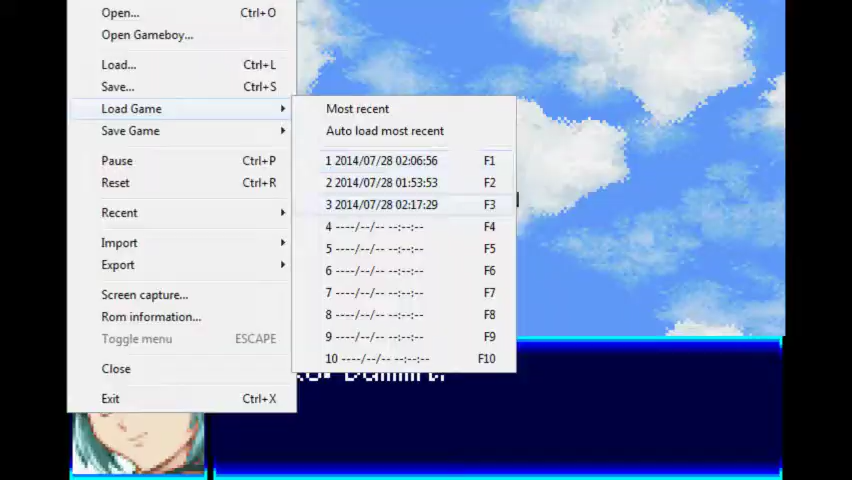 Open... Ctrl+O
Open Gameboy...
Load... Ctrl+L
Save... Ctrl+S
Load Game
Save Game
Pause Ctrl+P
Reset Ctrl+R
Recent
Import
Export
Screen capture...
Rom information...
Toggle menu ESCAPE
Close
Exit Ctrl+X
Most recent
Auto load most recent
1 2014/07/28 02:06:56 F1
2 2014/07/28 01:53:53 F2
3 2014/07/28 02:17:29 F3
4 ----/--/-- --:--:-- F4
5 ----/--/-- --:--:-- F5
6 ----/--/-- --:--:-- F6
7 ----/--/-- --:--:-- F7
8 ----/--/-- --:--:-- F8
9 ----/--/-- --:--:-- F9
10 ----/--/-- --:--:-- F10